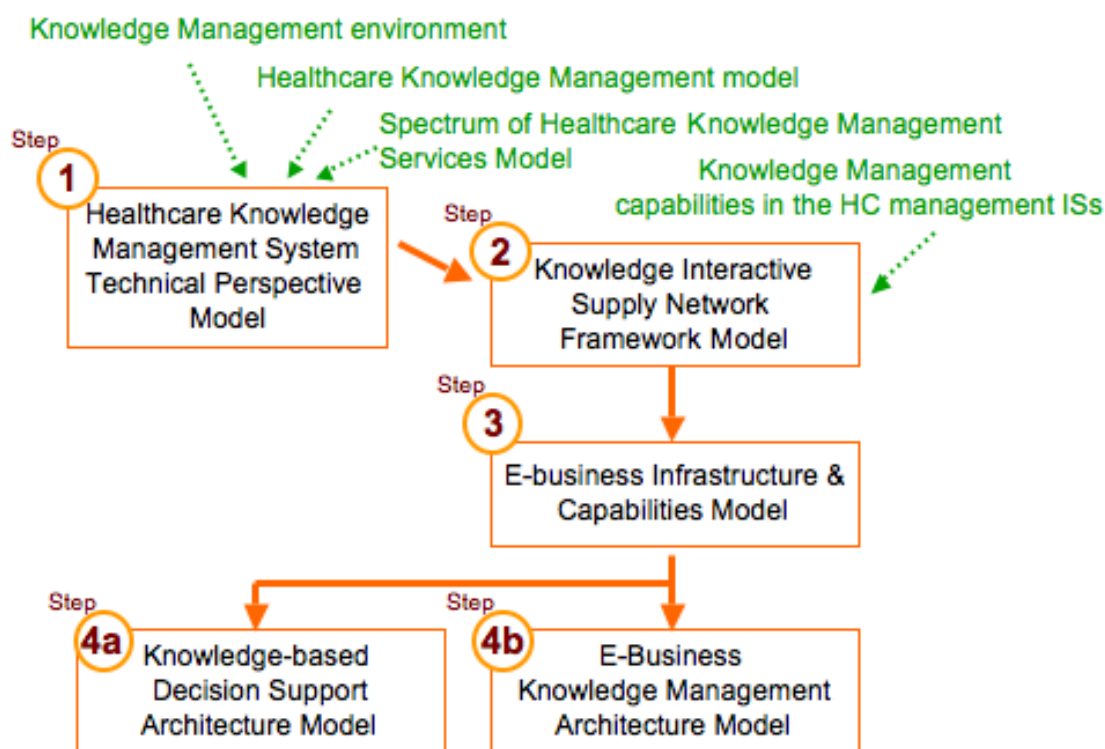 Knowledge Management environment
Healthcare Knowledge Management model
Spectrum of Healthcare Knowledge Management
Services Model
Knowledge Management
capabilities in the HC management ISs
Step
1
Healthcare Knowledge
Management System
Technical Perspective
Model
Step
2
Knowledge Interactive
Supply Network
Framework Model
Step
3
E-business Infrastructure &
Capabilities Model
Step
4a
Knowledge-based
Decision Support
Architecture Model
Step
4b
E-Business
Knowledge Management
Architecture Model